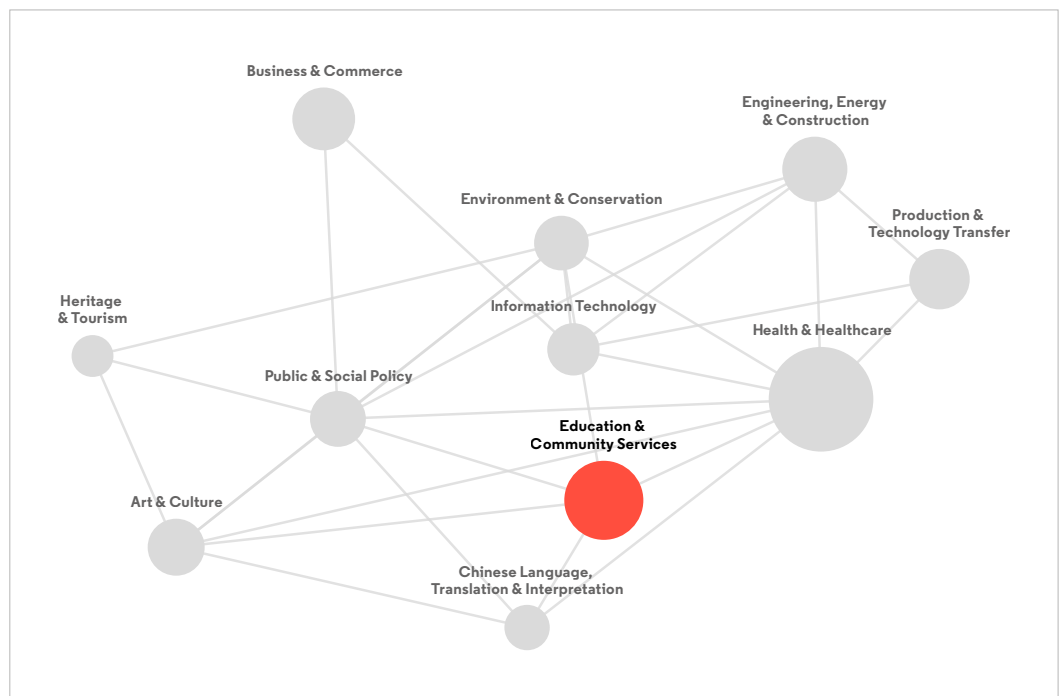 Business & Commerce
Engineering, Energy
& Construction
Environment & Conservation
Production &
Technology Transfer
Heritage
& Tourism
Information Technology
Health & Healthcare
Public & Social Policy
Education &
Community Services
Art & Culture
Chinese Language,
Translation & Interpretation